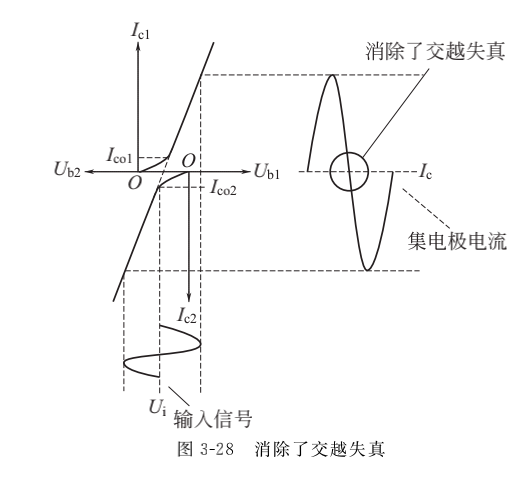 I_c1
消除了交越失真
I_co1
O
U_b2
U_b1
I_c
O
I_co2
集电极电流
I_c2
U_i
输入信号
图 3-28 消除了交越失真